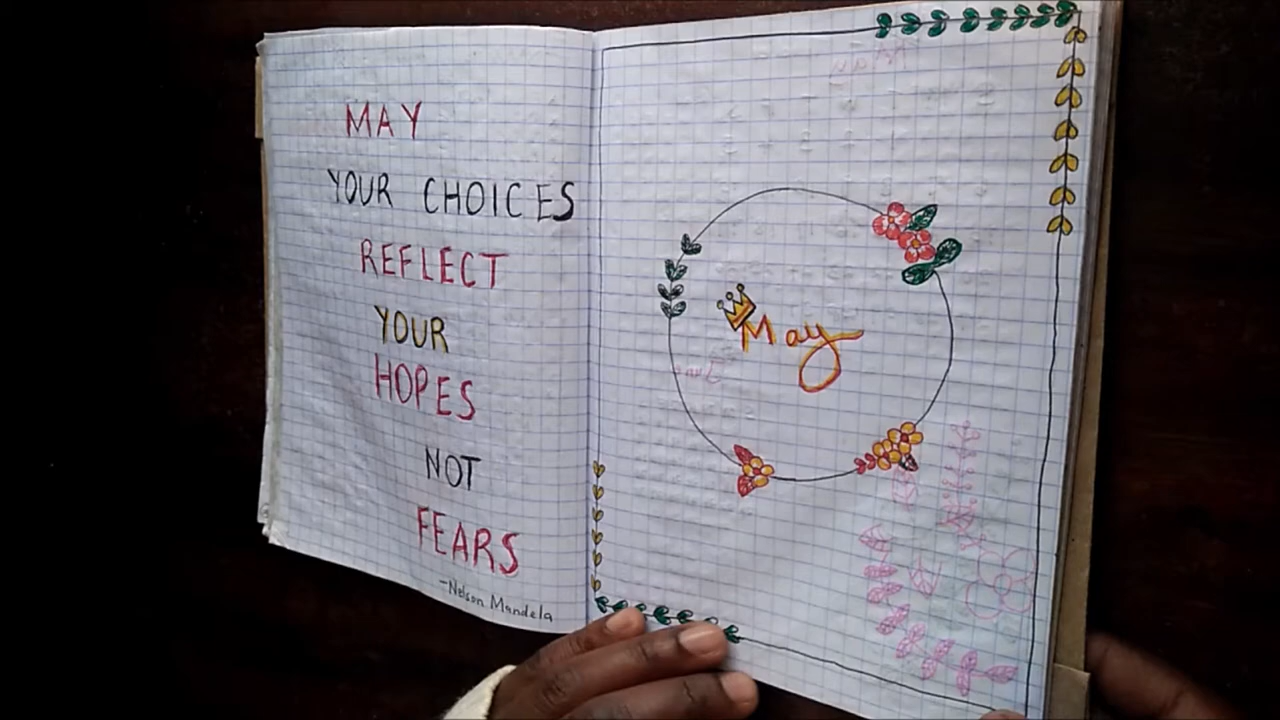 MAY
YOUR CHOICES
REFLECT
YOUR
HOPES
NOT
FEARS
-Nelson Mandela
May